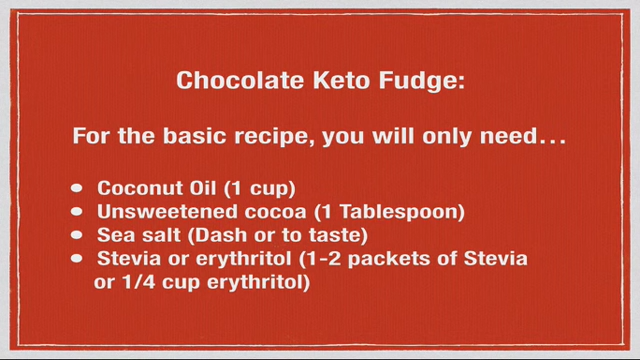 Chocolate Keto Fudge:
For the basic recipe, you will only need...
● Coconut Oil (1 cup)
● Unsweetened cocoa (1 Tablespoon)
● Sea salt (Dash or to taste)
● Stevia or erythritol (1-2 packets of Stevia
or 1/4 cup erythritol)